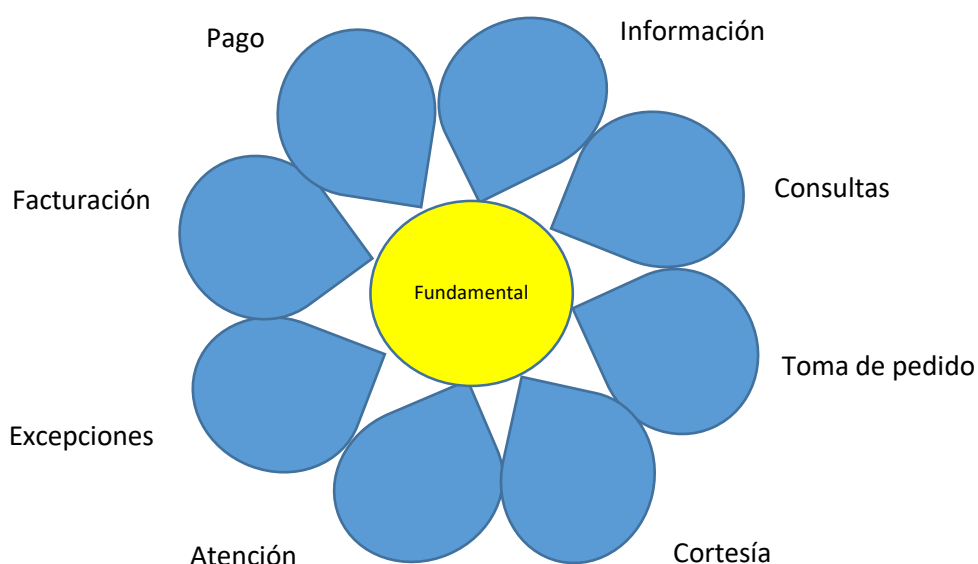 Pago
Información
Facturación
Consultas
Fundamental
Toma de pedido
Excepciones
Atención
Cortesía